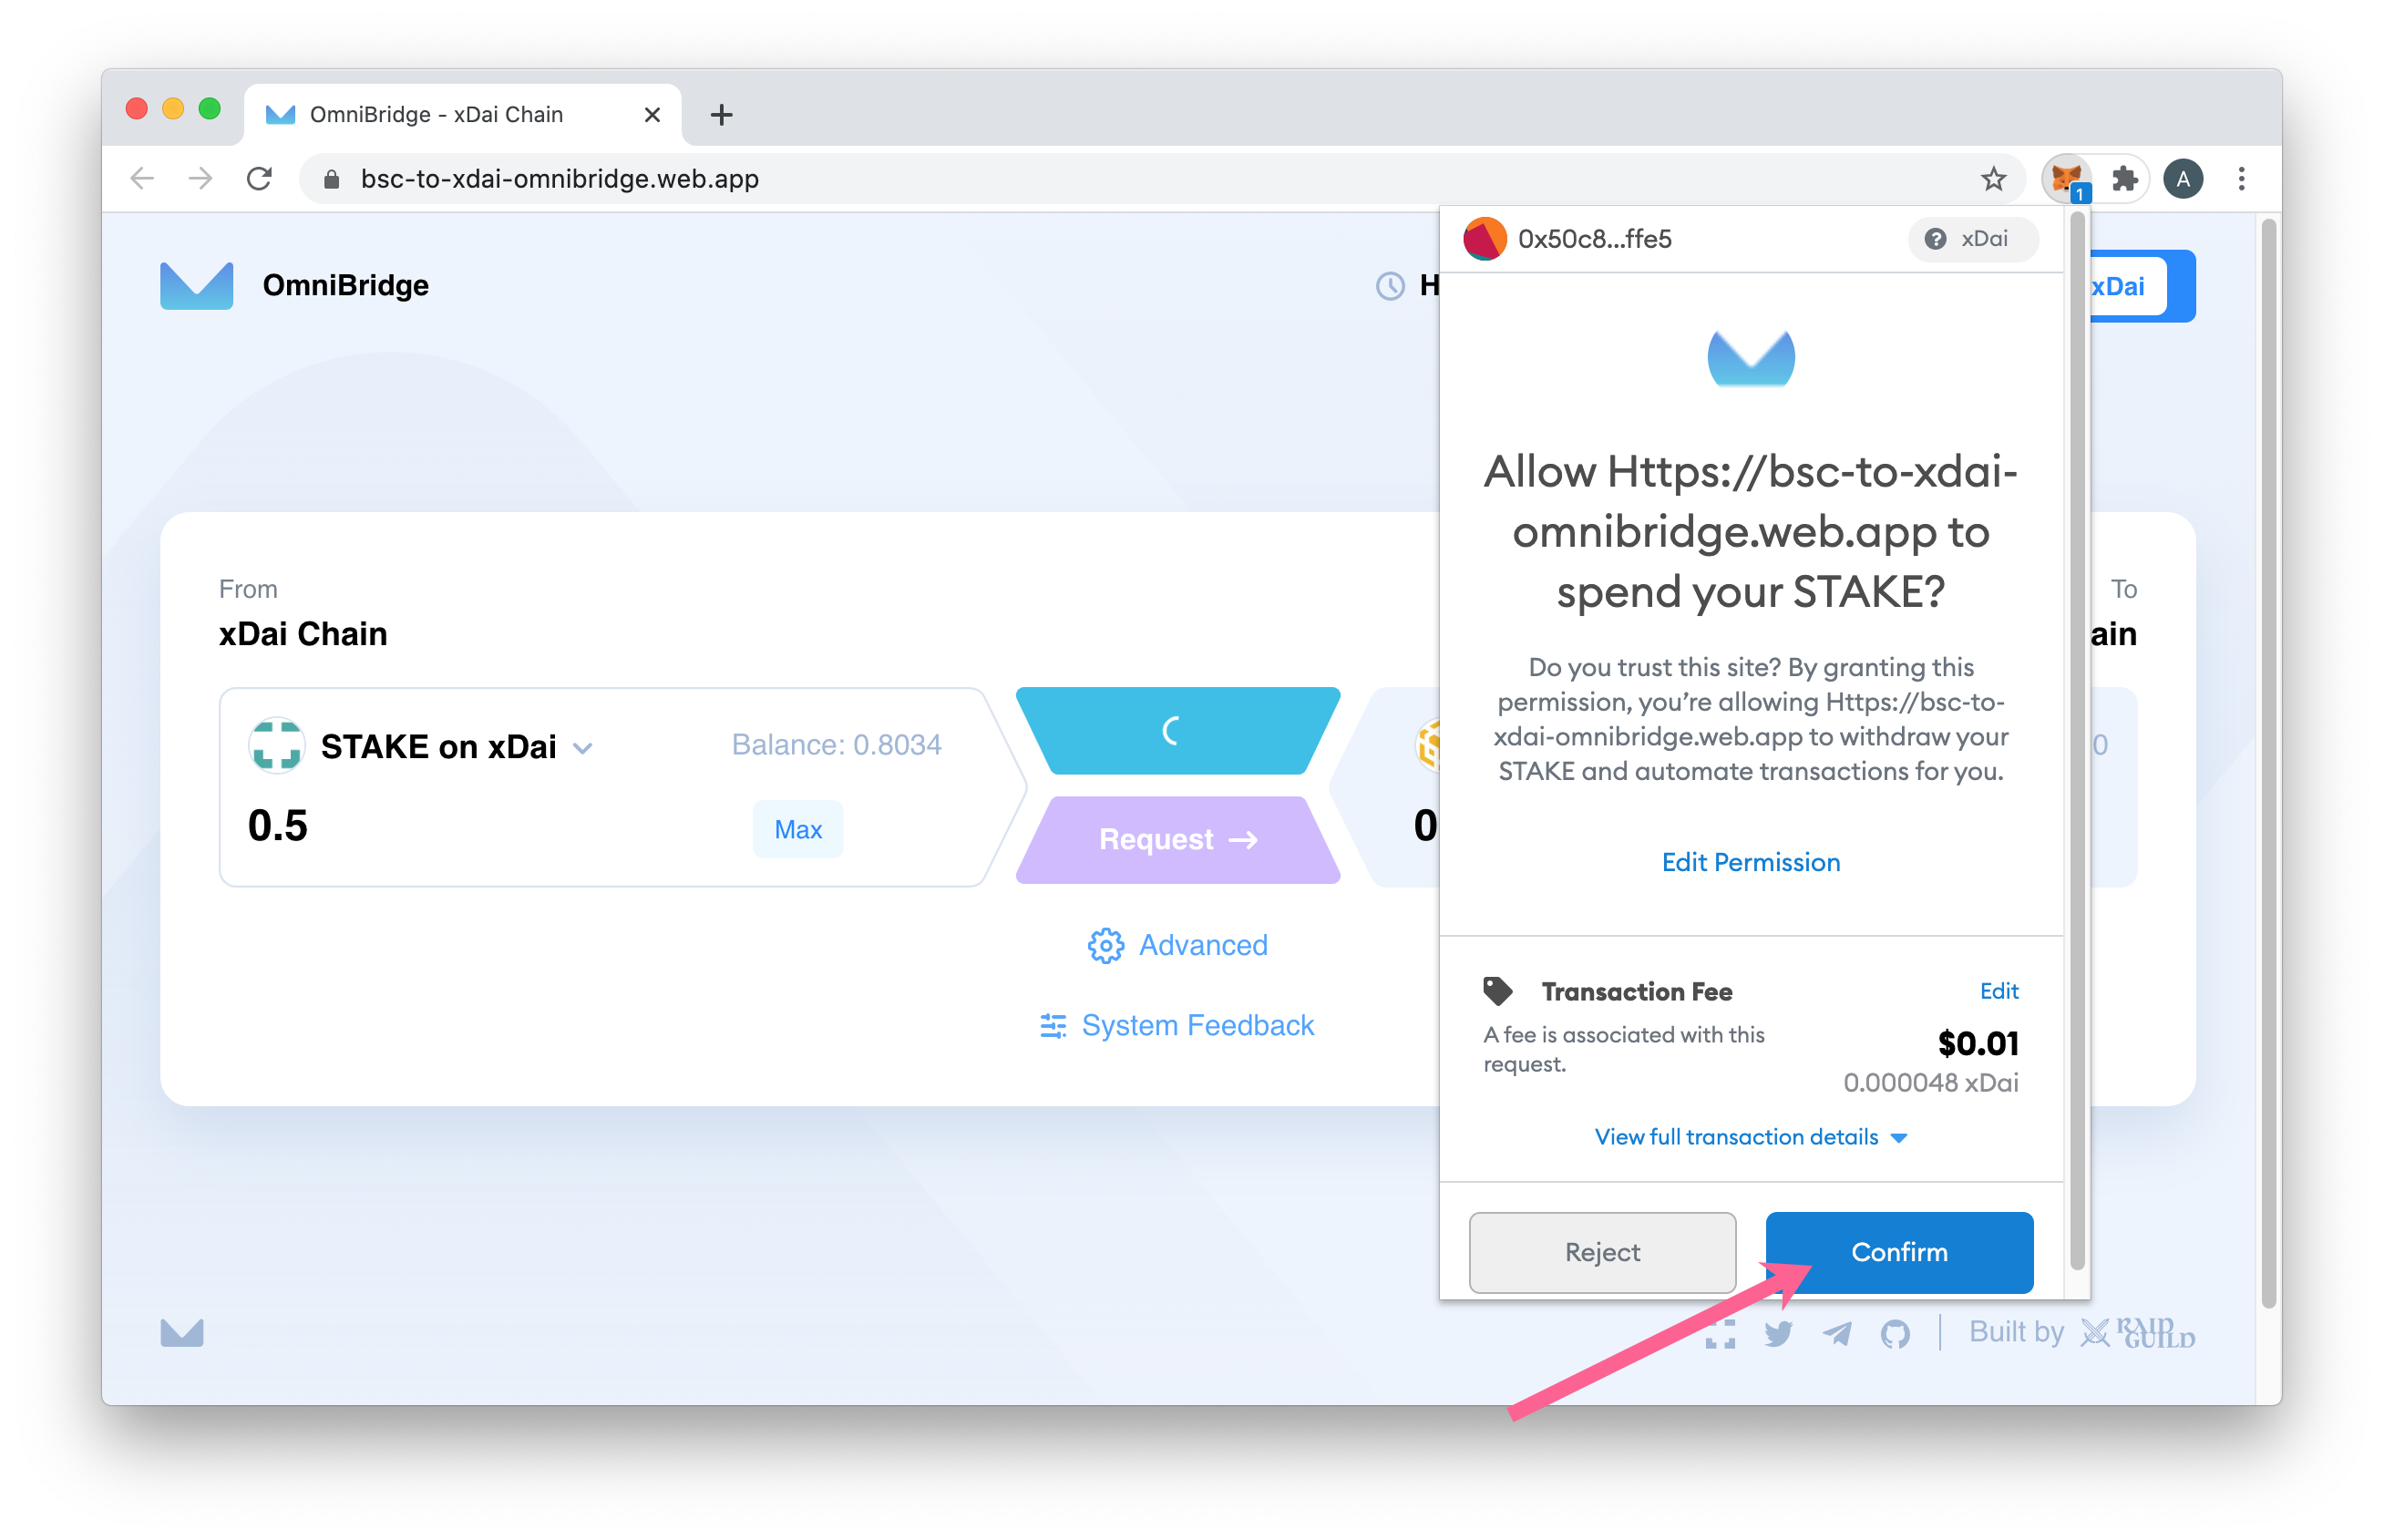 OmniBridge - xDai Chain
bsc-to-xdai-omnibridge.web.app
A
1
OmniBridge
H
xDai
0x50c8...ffe5
xDai
Allow Https://bsc-to-xdai-
omnibridge.web.app to
spend your STAKE?
Do you trust this site? By granting this
permission, you’re allowing Https://bsc-to-
xdai-omnibridge.web.app to withdraw your
STAKE and automate transactions for you.
Edit Permission
Transaction Fee
Edit
A fee is associated with this
request.
$0.01
0.000048 xDai
View full transaction details
Reject
Confirm
From
xDai Chain
STAKE on xDai
Balance: 0.8034
0.5
Max
Request
Advanced
System Feedback
To
ain
0
0
Built by
RAID
GUILD